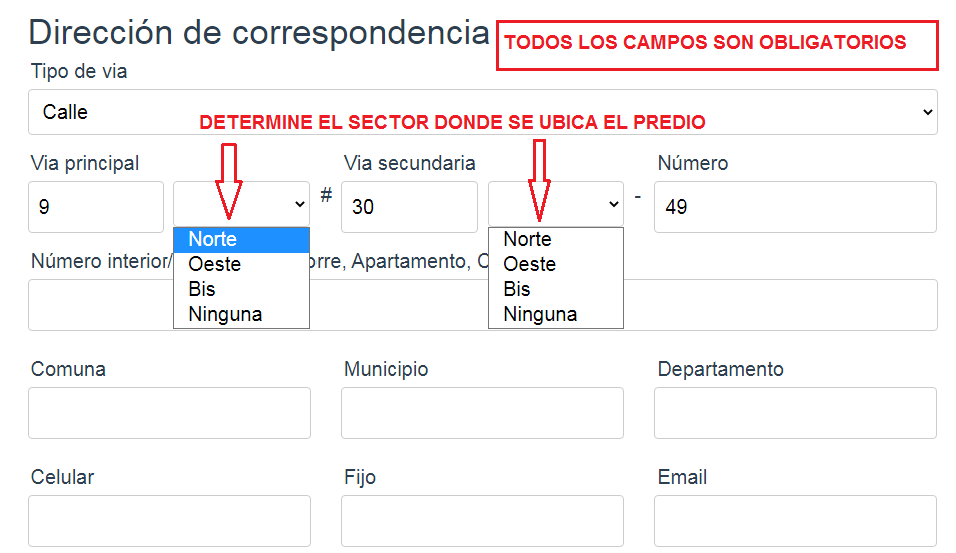 Dirección de correspondencia
TODOS LOS CAMPOS SON OBLIGATORIOS
Tipo de via
Calle
DETERMINE EL SECTOR DONDE SE UBICA EL PREDIO
Via principal
Via secundaria
Número
9
#
30
-
49
Norte
Oeste
Bis
Ninguna
Norte
Oeste
Bis
Ninguna
Número interior/ orre, Apartamento,
Comuna
Municipio
Departamento
Celular
Fijo
Email